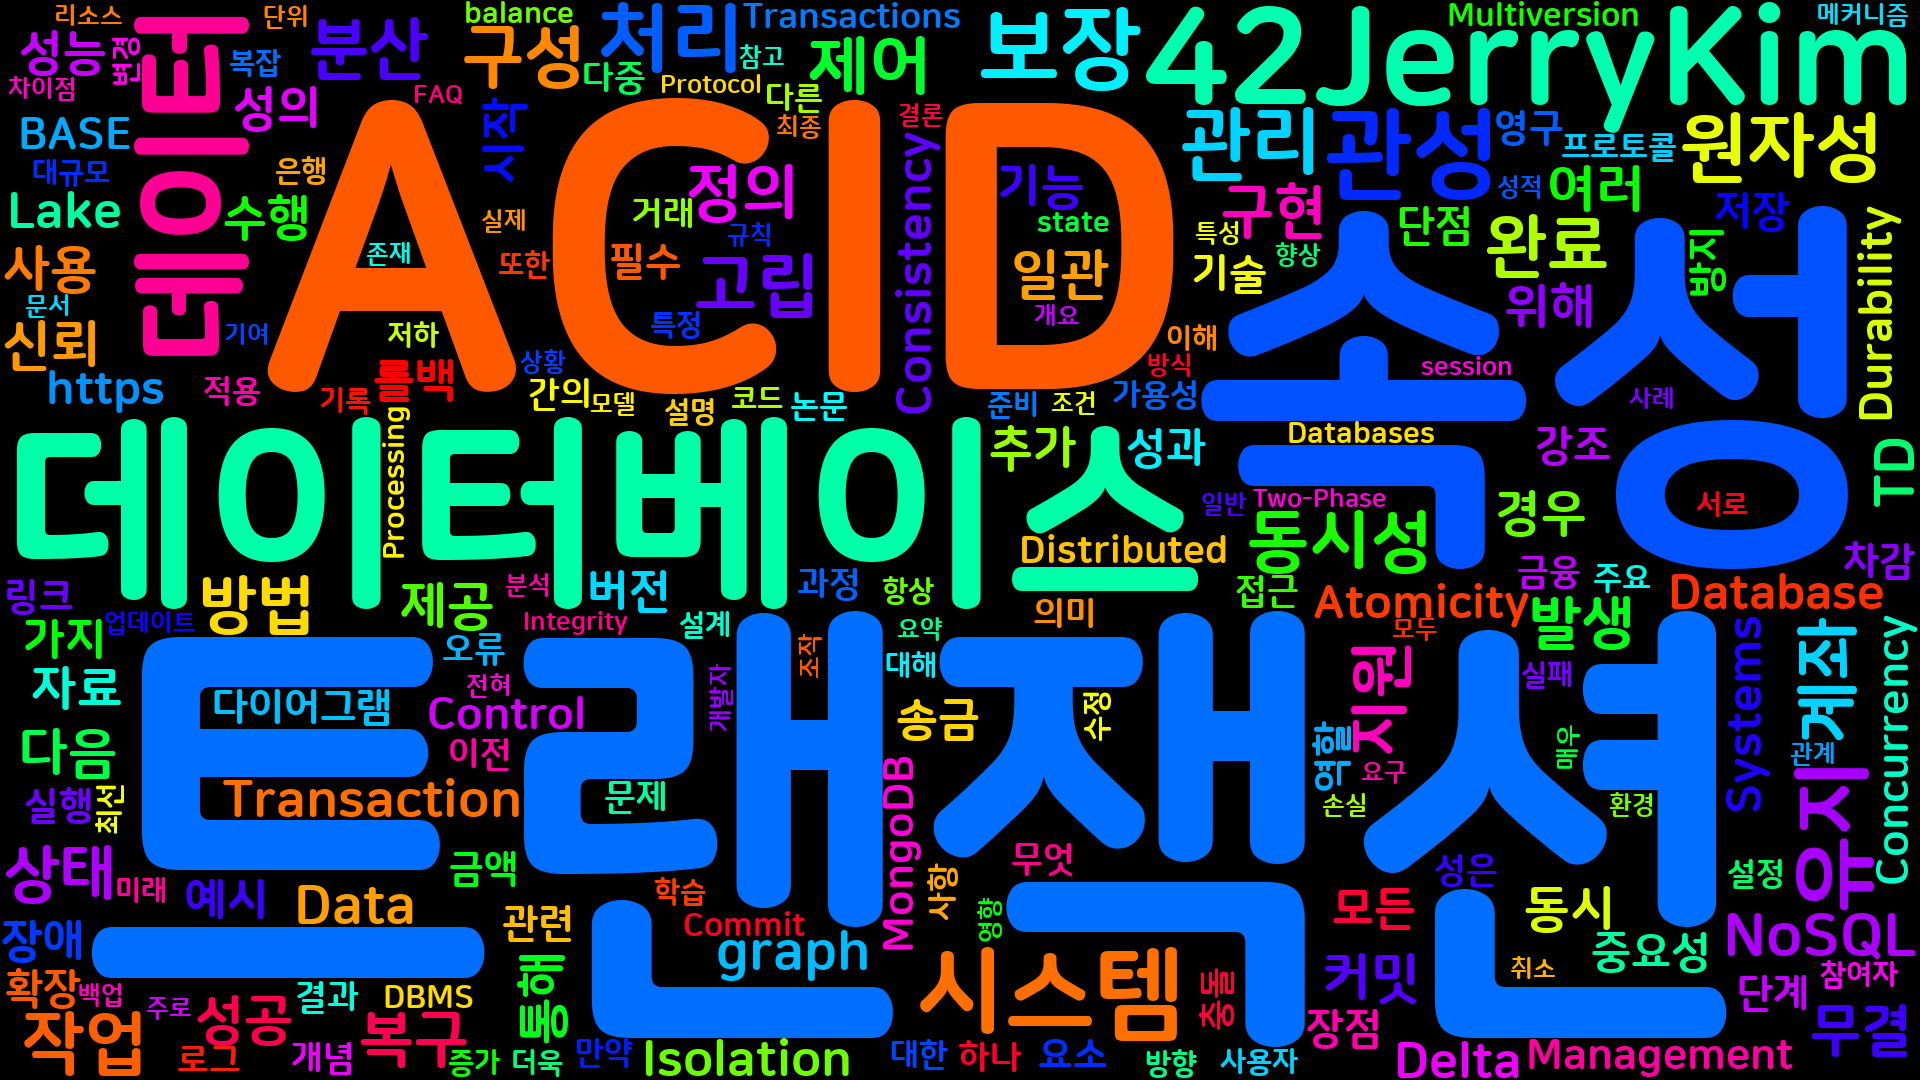 리소스
단위
balance
처리
Transactions
보장
42JerryKim
Multiversion
메커니즘
성능
변경
데이터
복잡
분산
구성
다중
참고
제어
차이점
성의
FAQ
시작
Protocol
다른
최종
결론
BASE
대규모
은행
ACID
관리
관성
영구
프로토콜
원자성
Lake
수행
실제
거래
정의
규칙
Consistency
기능
state
구현
성적
여러
단점
저장
사용
존재
또한
필수
고립
일관
특성
기술
향상
완료
방지
Durability
문서
신뢰
기여
저하
상황
특정
개요
이해
속성
위해
https
적용
기록
롤백
간의
모델
설명
코드
논문
준비
조건
방식
가용성
session
사례
데이터베이스
Processing
추가
성과
Databases
강조
TD
일반
Two-Phase
서로
경우
동시성
Distributed
링크
방법
제공
분석
버전
과정
항상
접근
금융
주요
차감
업데이트
가지
Integrity
설계
요약
의미
Atomicity
모두
발생
Database
오류
자료
전혀
조작
대해
개발자
지원
실패
Systems
계좌
Concurrency
다이어그램
Control
송금
수정
트랜잭션
다음
이전
역할
요구
매우
관계
실행
최선
Transaction
문제
MongoDB
손실
환경
유지
상태
미래
금액
무엇
성은
설정
예시
Data
학습
사항
영향
모든
동시
NoSQL
장애
관련
Commit
graph
시스템
중요성
확장
백업
주로
결과
DBMS
통해
충돌
커밋
취소
단계
참여자
작업
성공
복구
장점
무결
로그
개념
증가
더욱
만약
Isolation
대한
하나
요소
방향
사용자
Delta
Management